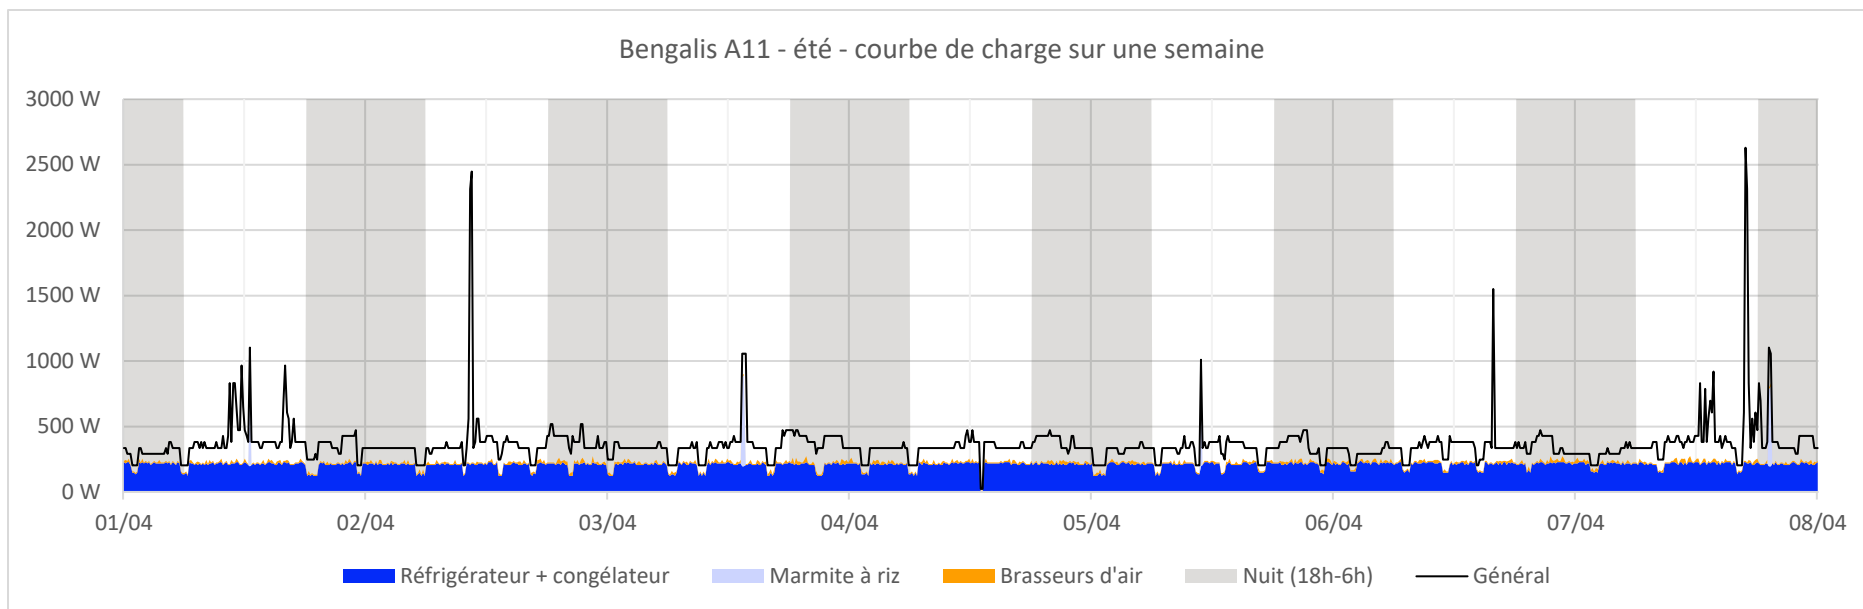 Bengalis A11 - été - courbe de charge sur une semaine
3000 W
2500 W
2000 W
1500 W
1000 W
500 W
0 W
01/04 02/04 03/04 04/04 05/04 06/04 07/04 08/04
Réfrigérateur + congélateur Marmite à riz Brasseurs d'air Nuit (18h-6h) Général